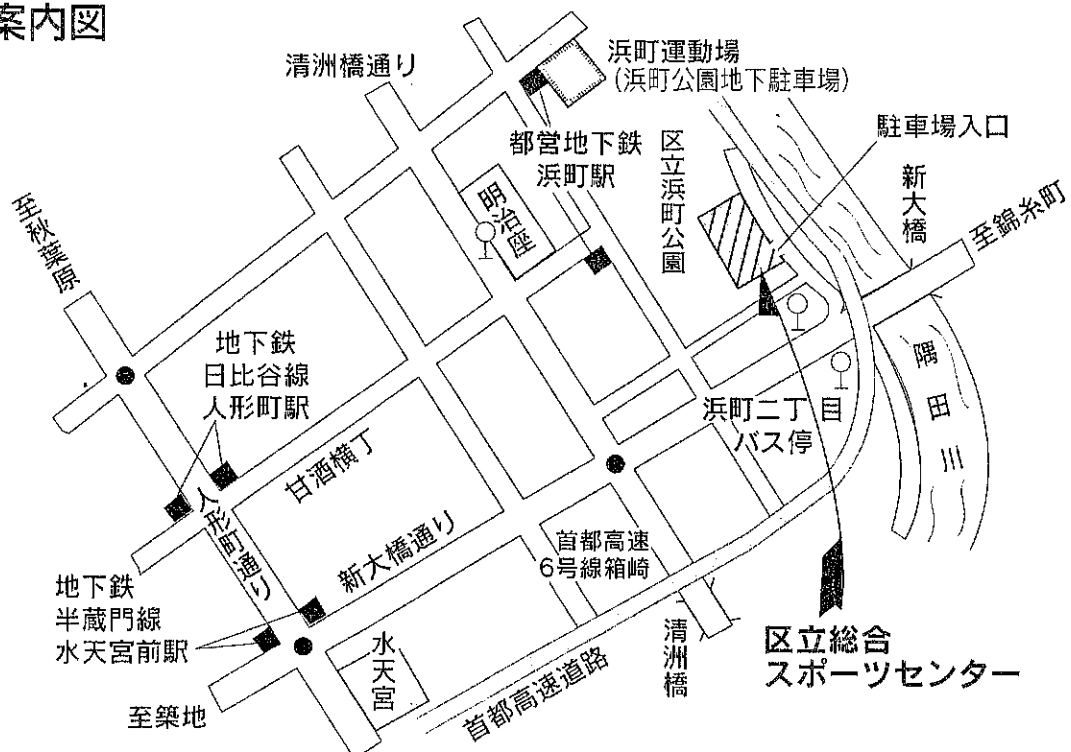 案内図
清洲橋通り
浜町運動場
(浜町公園地下駐車場)
駐車場入口
都営地下鉄
浜町駅
区立浜町公園
新大橋
至錦糸町
明治座
至秋葉原
地下鉄
日比谷線
人形町駅
隅田川
浜町二丁目
バス停
甘酒横丁
人形町通り
新大橋通り
首都高速
6号線箱崎
地下鉄
半蔵門線
水天宮前駅
水天宮
清洲橋
区立総合
スポーツセンター
至築地
首都高速道路